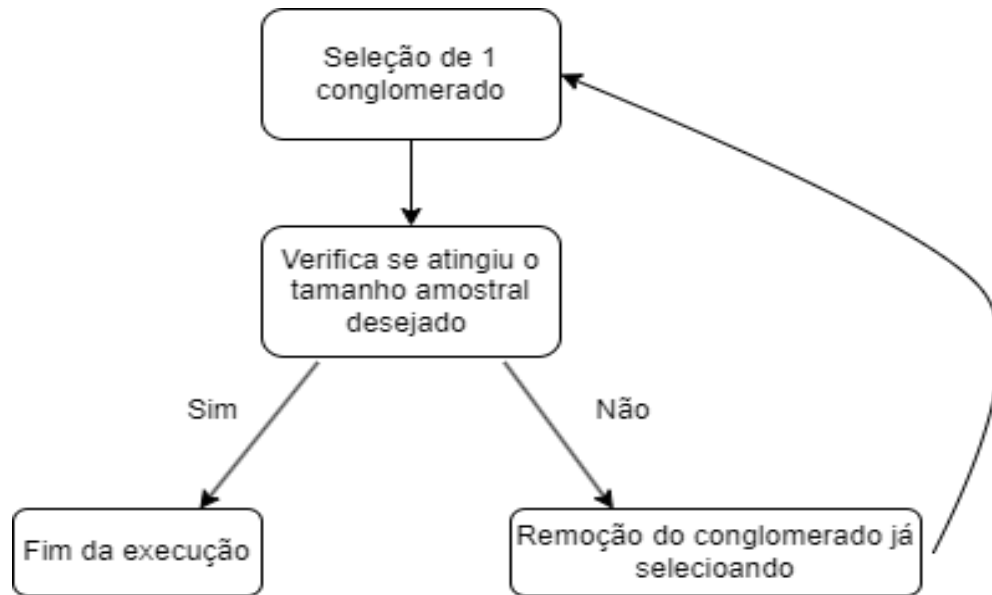 Seleção de 1
conglomerado
Verifica se atingiu o
tamanho amostral
desejado
Sim
Não
Fim da execução
Remoção do conglomerado já
selecioando